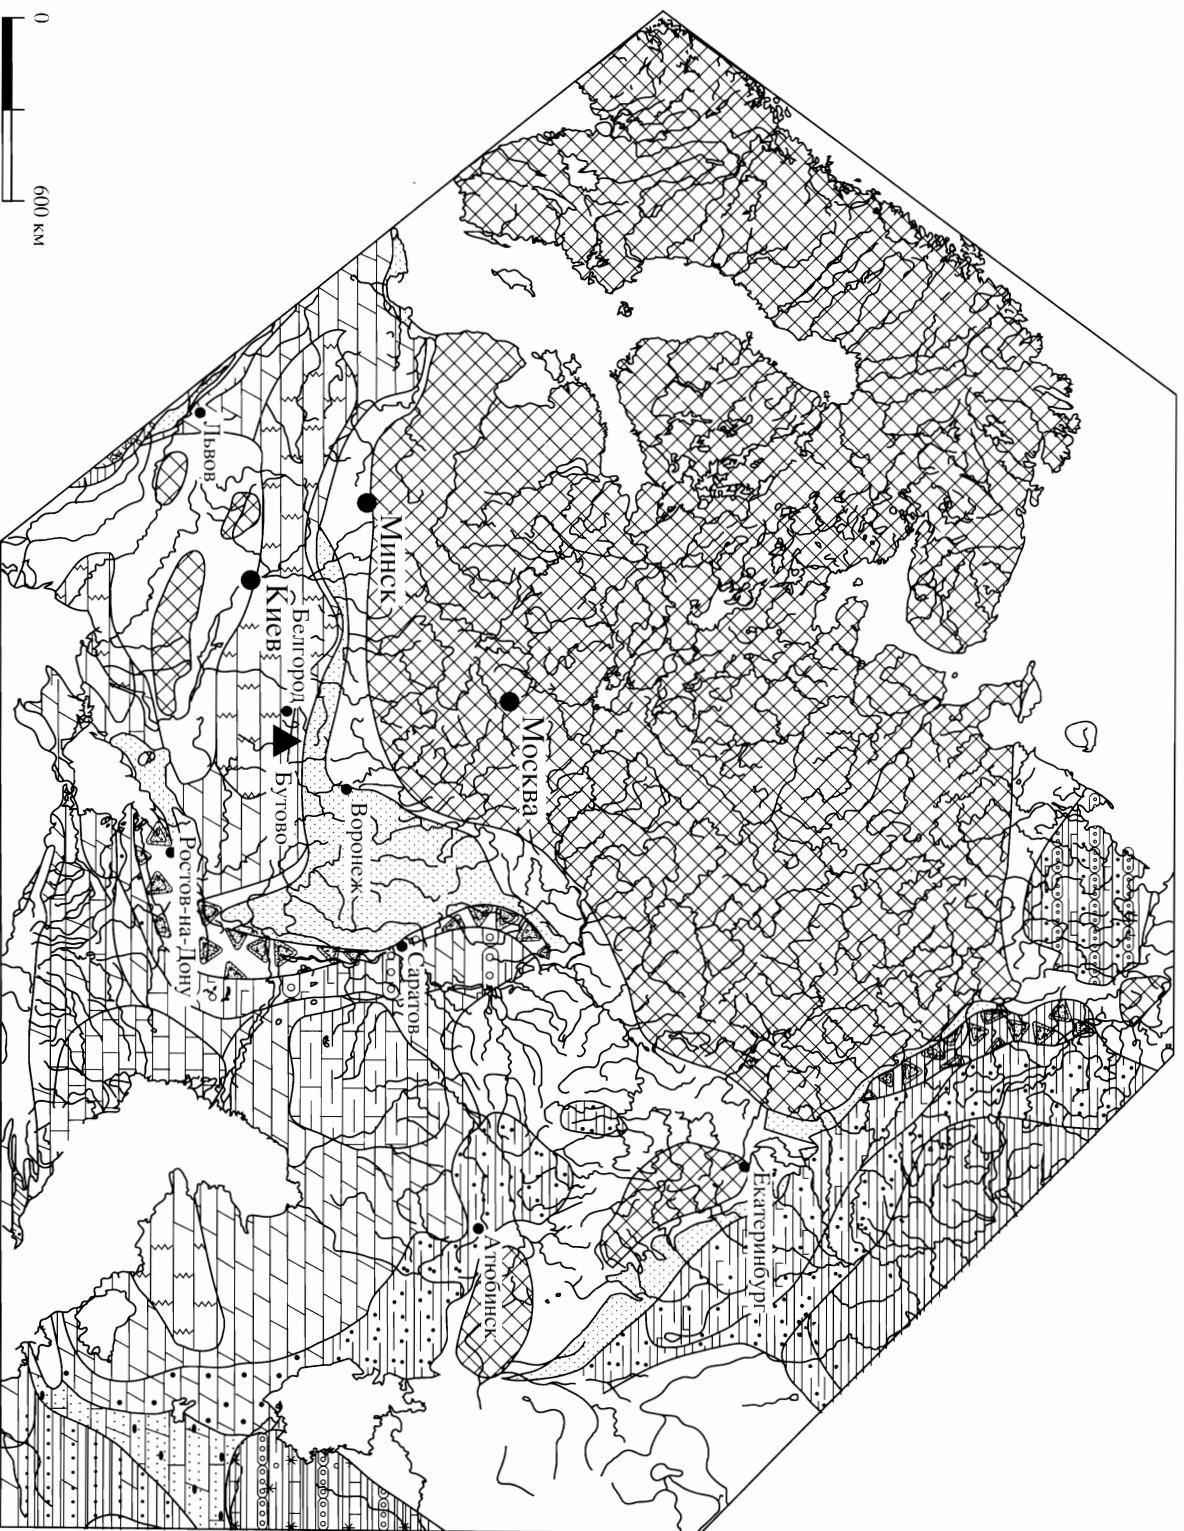 Екатеринбург
Москва
Актюбинск
Минск
Саратов
Воронеж
Белгород
Бутово
Киев
Львов
Ростов-на-Дону
0
600 км